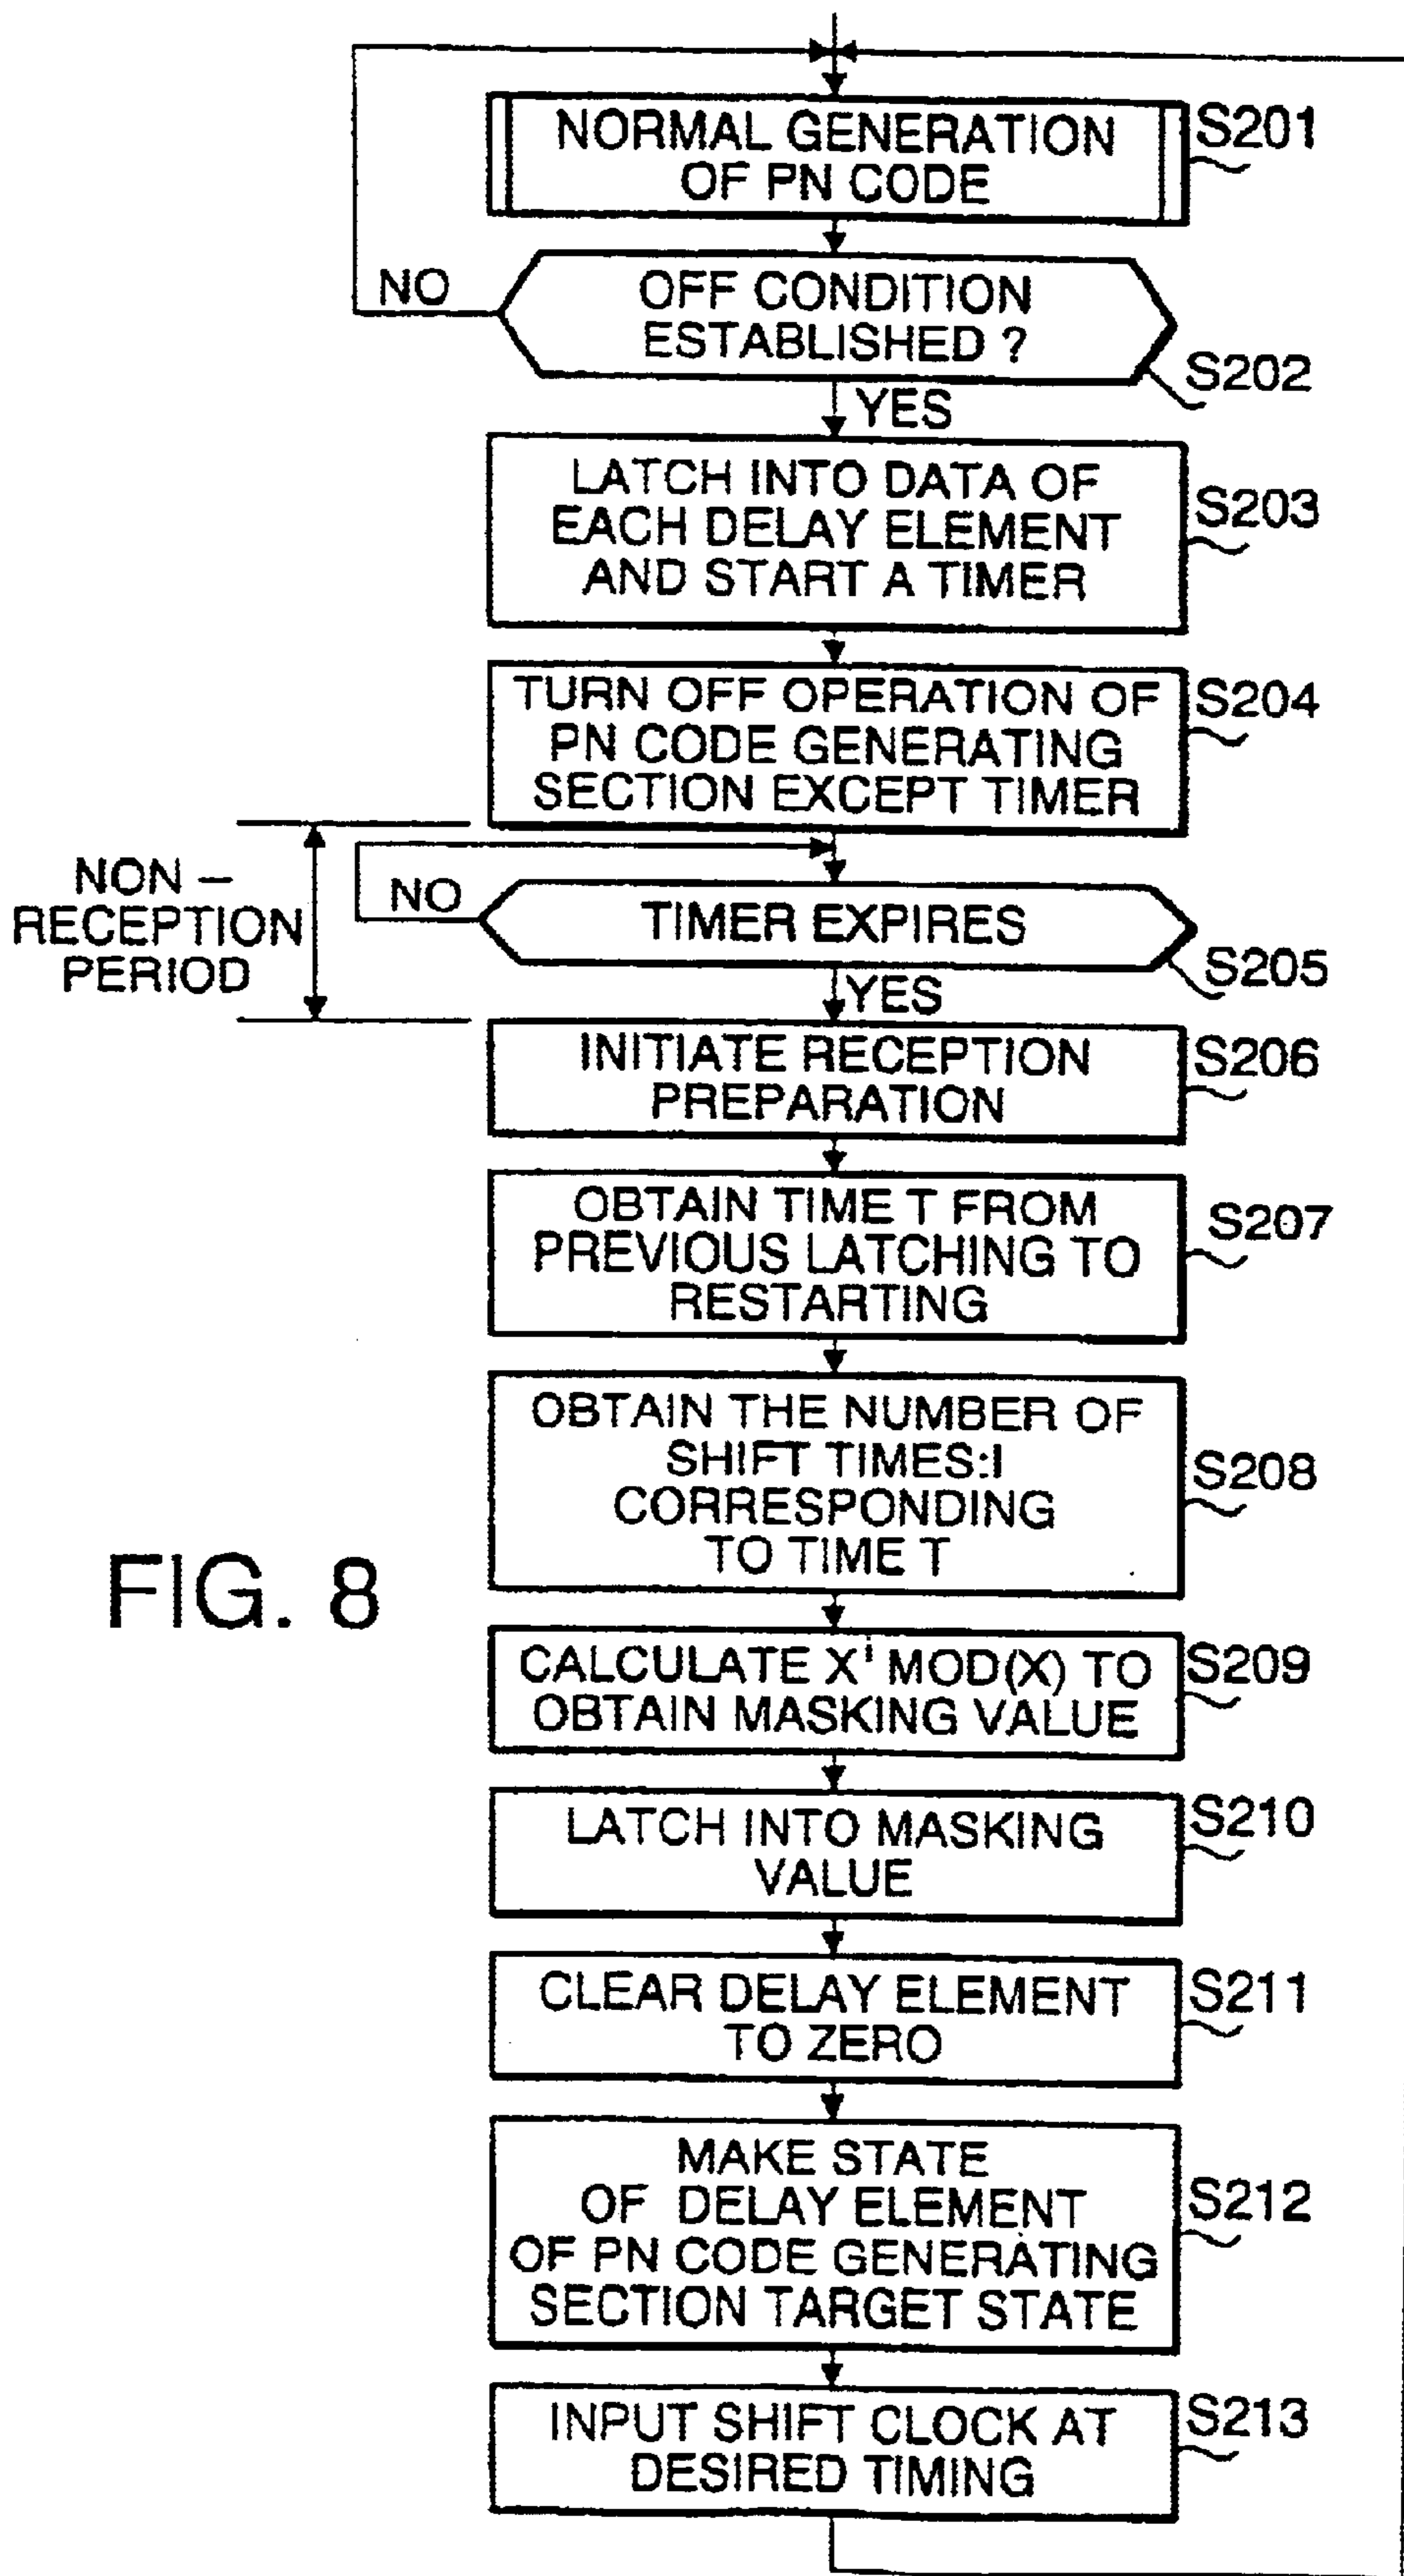 NORMAL GENERATION
OF PN CODE
S201
NO
OFF CONDITION
ESTABLISHED ?
S202
YES
LATCH INTO DATA OF
EACH DELAY ELEMENT
AND START A TIMER
S203
TURN OFF OPERATION OF
PN CODE GENERATING
SECTION EXCEPT TIMER
S204
NON –
RECEPTION
PERIOD
NO
TIMER EXPIRES
S205
YES
INITIATE RECEPTION
PREPARATION
S206
OBTAIN TIME T FROM
PREVIOUS LATCHING TO
RESTARTING
S207
OBTAIN THE NUMBER OF
SHIFT TIMES:I
CORRESPONDING
TO TIME T
S208
FIG. 8
CALCULATE Xⁱ MOD(X) TO
OBTAIN MASKING VALUE
S209
LATCH INTO MASKING
VALUE
S210
CLEAR DELAY ELEMENT
TO ZERO
S211
MAKE STATE
OF DELAY ELEMENT
OF PN CODE GENERATING
SECTION TARGET STATE
S212
INPUT SHIFT CLOCK AT
DESIRED TIMING
S213